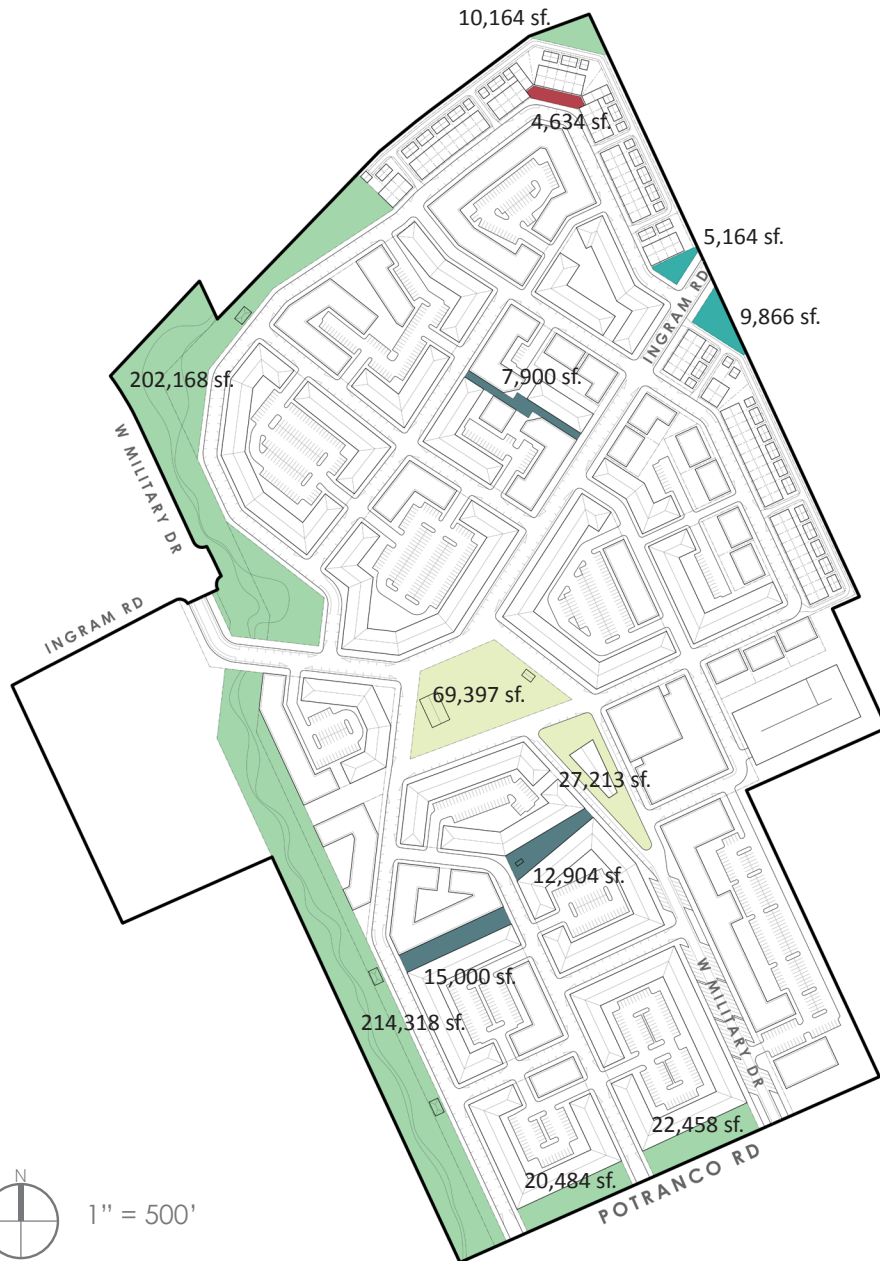 10,164 sf.
4,634 sf.
5,164 sf.
INGRAM RD
9,866 sf.
7,900 sf.
202,168 sf.
W MILITARY DR
INGRAM RD
69,397 sf.
27,213 sf.
12,904 sf.
15,000 sf.
W MILITARY DR
214,318 sf.
22,458 sf.
20,484 sf.
POTRANCO RD
N
1” = 500’